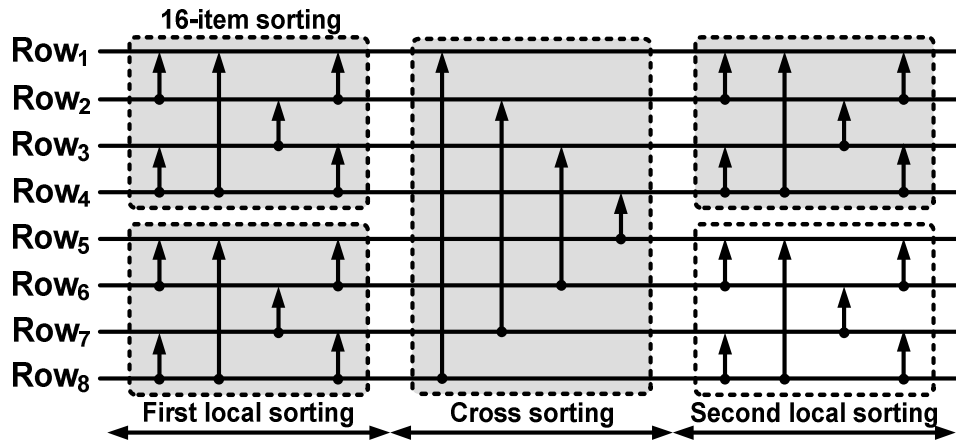 16-item sorting
Row₁
Row₂
Row₃
Row₄
Row₅
Row₆
Row₇
Row₈
First local sorting
Cross sorting
Second local sorting